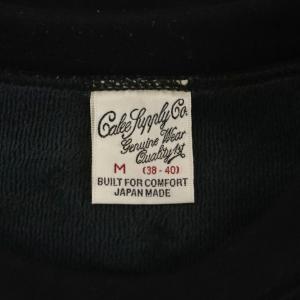 Calee Supply Co.
Genuine Wear
Quality 1st
M (38 - 40)
BUILT FOR COMFORT
JAPAN MADE